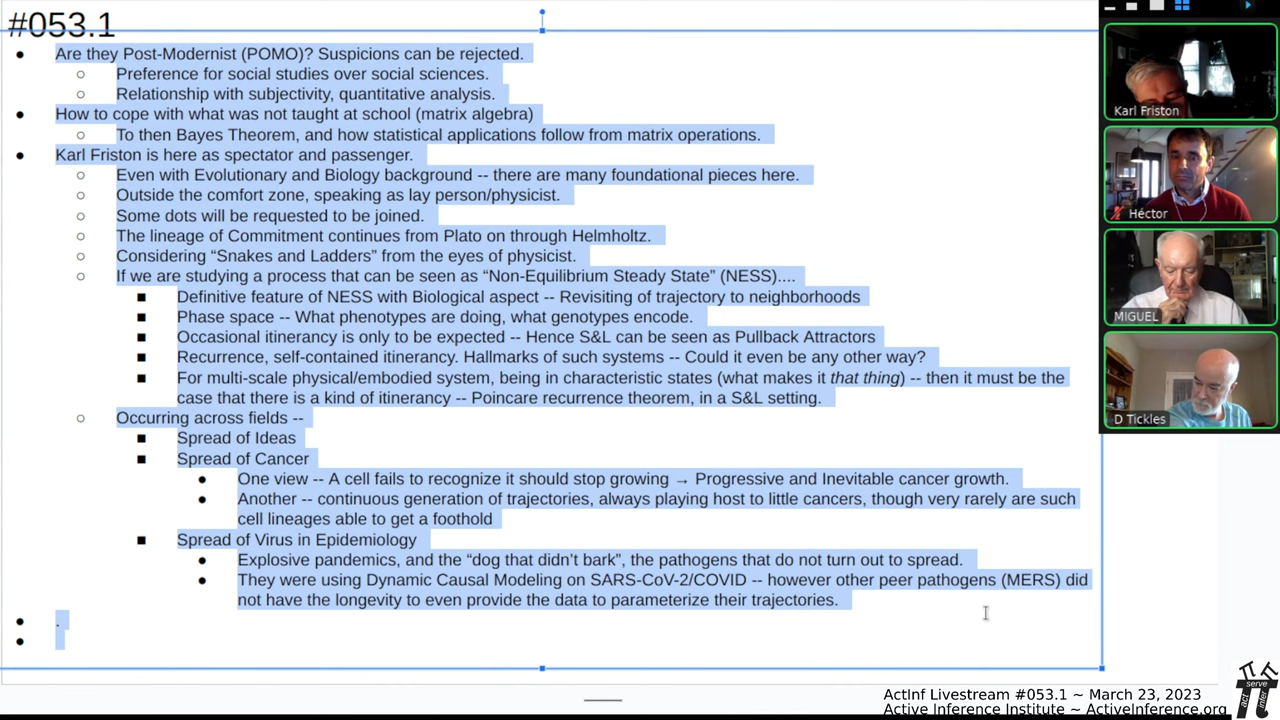 #053.1
● Are they Post-Modernist (POMO)? Suspicions can be rejected.
○ Preference for social studies over social sciences.
○ Relationship with subjectivity, quantitative analysis.
● How to cope with what was not taught at school (matrix algebra)
○ To then Bayes Theorem, and how statistical applications follow from matrix operations.
● Karl Friston is here as spectator and passenger.
○ Even with Evolutionary and Biology background -- there are many foundational pieces here.
○ Outside the comfort zone, speaking as lay person/physicist.
○ Some dots will be requested to be joined.
○ The lineage of Commitment continues from Plato on through Helmholtz.
○ Considering “Snakes and Ladders” from the eyes of physicist.
○ If we are studying a process that can be seen as “Non-Equilibrium Steady State” (NESS)....
■ Definitive feature of NESS with Biological aspect -- Revisiting of trajectory to neighborhoods
■ Phase space -- What phenotypes are doing, what genotypes encode.
■ Occasional itinerancy is only to be expected -- Hence S&L can be seen as Pullback Attractors
■ Recurrence, self-contained itinerancy. Hallmarks of such systems -- Could it even be any other way?
■ For multi-scale physical/embodied system, being in characteristic states (what makes it that thing) -- then it must be the
case that there is a kind of itinerancy -- Poincare recurrence theorem, in a S&L setting.
○ Occurring across fields --
■ Spread of Ideas
■ Spread of Cancer
● One view -- A cell fails to recognize it should stop growing → Progressive and Inevitable cancer growth.
● Another -- continuous generation of trajectories, always playing host to little cancers, though very rarely are such
cell lineages able to get a foothold
■ Spread of Virus in Epidemiology
● Explosive pandemics, and the “dog that didn’t bark”, the pathogens that do not turn out to spread.
● They were using Dynamic Causal Modeling on SARS-CoV-2/COVID -- however other peer pathogens (MERS) did
not have the longevity to even provide the data to parameterize their trajectories.
● .
●
Karl Friston
Héctor
MIGUEL
D Tickles
ActInf Livestream #053.1 ~ March 23, 2023
Active Inference Institute ~ ActiveInference.org
serve
act
infer